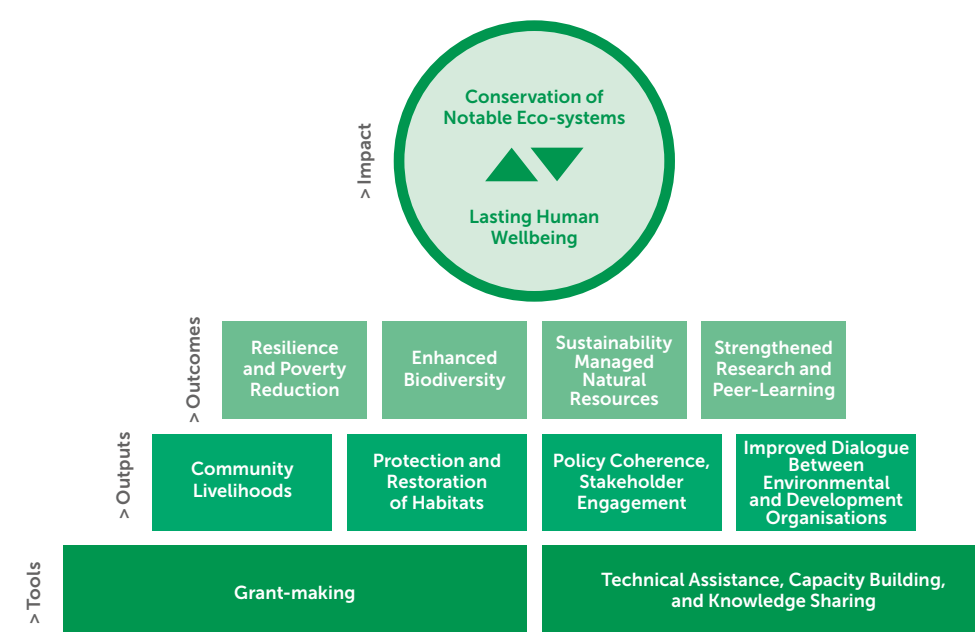 > Impact
Conservation of
Notable Eco-systems
Lasting Human
Wellbeing
> Outcomes
Resilience
and Poverty
Reduction
Enhanced
Biodiversity
Sustainability
Managed
Natural
Resources
Strengthened
Research and
Peer-Learning
> Outputs
Community
Livelihoods
Protection and
Restoration
of Habitats
Policy Coherence,
Stakeholder
Engagement
Improved Dialogue
Between
Environmental
and Development
Organisations
> Tools
Grant-making
Technical Assistance, Capacity Building,
and Knowledge Sharing